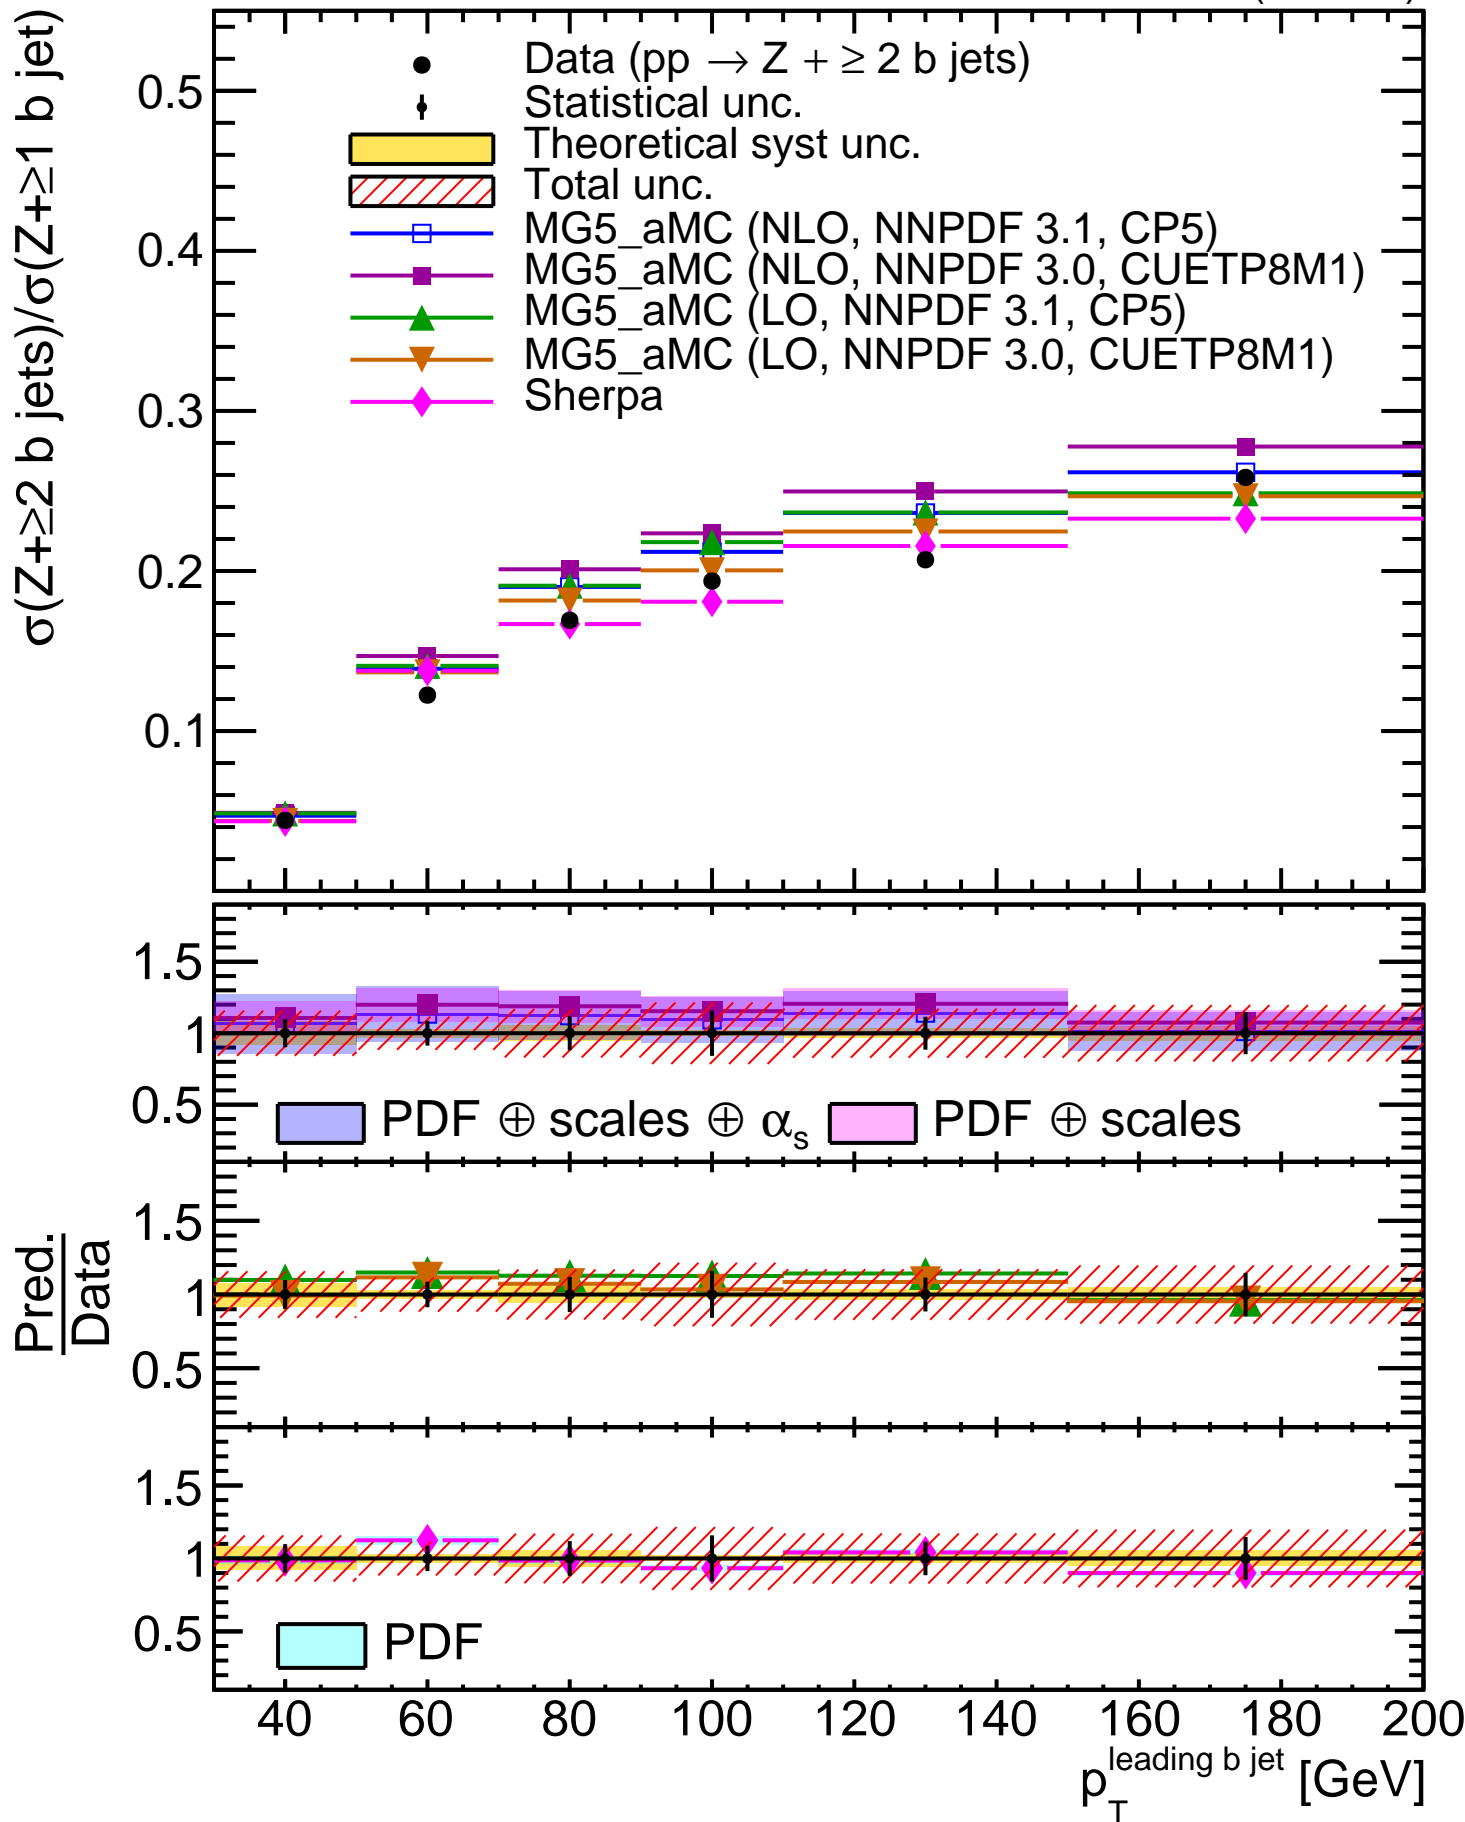 σ(Z+≥2 b jets)/σ(Z+≥1 b jet)
0.5
0.4
0.3
0.2
0.1
Data (pp → Z + ≥ 2 b jets)
Statistical unc.
Theoretical syst unc.
Total unc.
MG5_aMC (NLO, NNPDF 3.1, CP5)
MG5_aMC (NLO, NNPDF 3.0, CUETP8M1)
MG5_aMC (LO, NNPDF 3.1, CP5)
MG5_aMC (LO, NNPDF 3.0, CUETP8M1)
Sherpa
1.5
1
0.5
PDF ⊕ scales ⊕ αs PDF ⊕ scales
Pred.
Data
1.5
1
0.5
1.5
1
0.5
PDF
40 60 80 100 120 140 160 180 200
pT leading b jet [GeV]